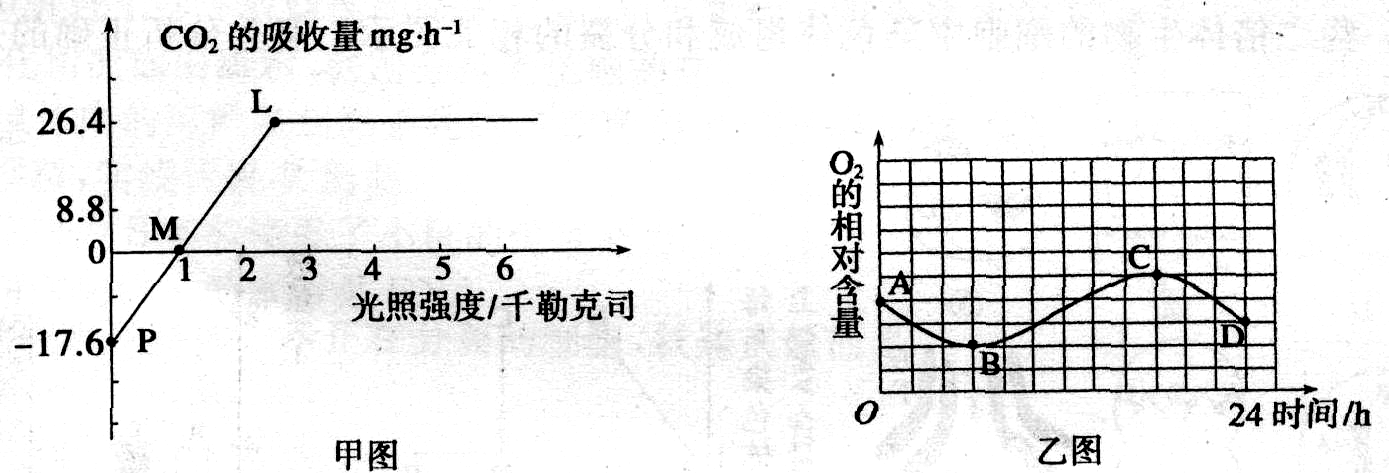 CO₂ 的吸收量 mg·h⁻¹
L
26.4
8.8
M
0
1 2 3 4 5 6
光照强度/千勒克司
−17.6
P
甲图
O₂的相对含量
A
C
B
D
O
24 时间/h
乙图